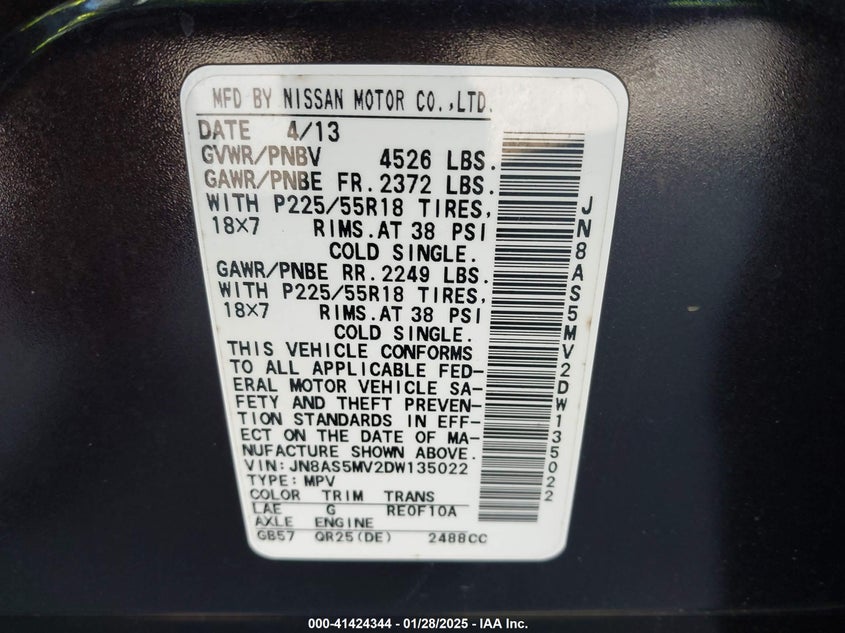 MFD BY NISSAN MOTOR CO.,LTD.
DATE 4/13
GVWR/PNBV 4526 LBS.
GAWR/PNBE FR.2372 LBS.
WITH P225/55R18 TIRES,
18×7 RIMS.AT 38 PSI
COLD SINGLE.
GAWR/PNBE RR.2249 LBS.
WITH P225/55R18 TIRES,
18×7 RIMS.AT 38 PSI
COLD SINGLE.
THIS VEHICLE CONFORMS
TO ALL APPLICABLE FED-
ERAL MOTOR VEHICLE SA-
FETY AND THEFT PREVEN-
TION STANDARDS IN EFF-
ECT ON THE DATE OF MA-
NUFACTURE SHOWN ABOVE.
VIN:JN8AS5MV2DW135022
TYPE:MPV
COLOR TRIM TRANS
LAE G RE0F10A
AXLE ENGINE
GB57 QR25(DE) 2488CC
JN8AS5MV2DW135022
000-41424344 / 01/28/2025 - IAA Inc.